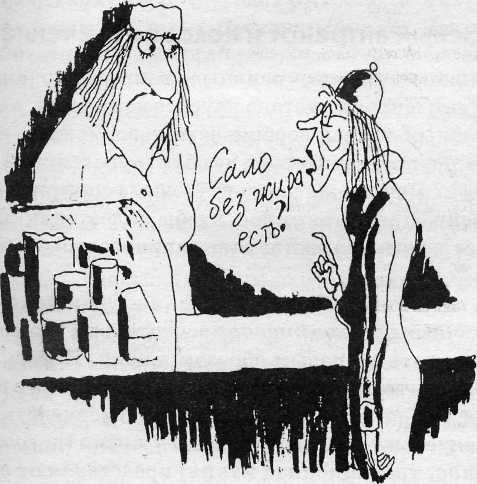 Сало
без жира
есть?